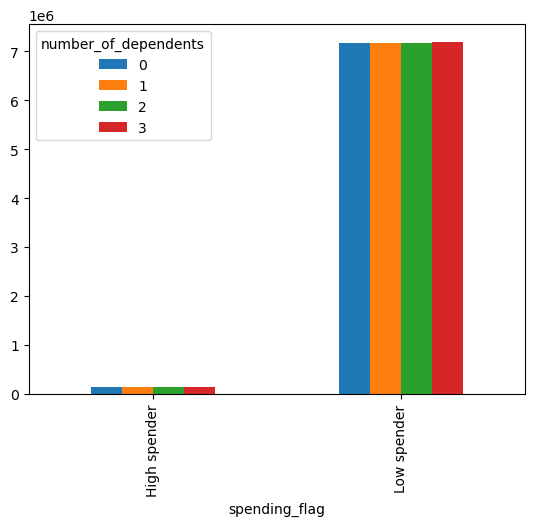 1e6
number_of_dependents
0
1
2
3
7
6
5
4
3
2
1
0
High spender
Low spender
spending_flag